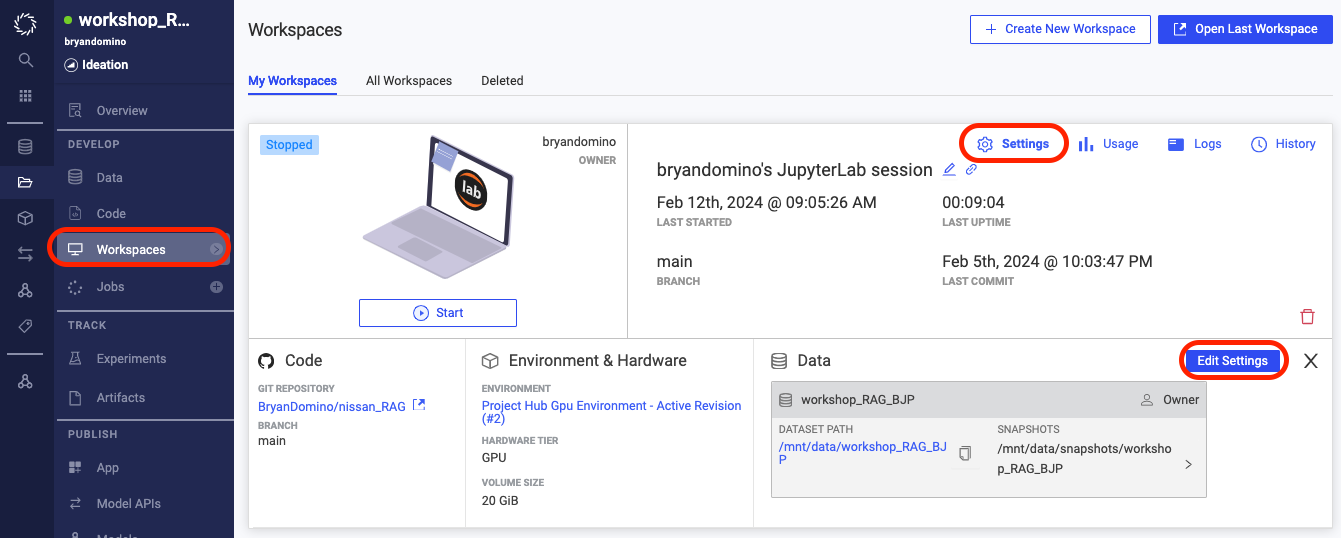 workshop_R...
bryandomino
Ideation
Overview
DEVELOP
Data
Code
Workspaces
Jobs
TRACK
Experiments
Artifacts
PUBLISH
App
Model APIs
Models
Workspaces
Create New Workspace
Open Last Workspace
My Workspaces All Workspaces Deleted
Stopped
bryandomino
OWNER
lab
Start
Settings Usage Logs History
bryandomino's JupyterLab session
Feb 12th, 2024 @ 09:05:26 AM
LAST STARTED
00:09:04
LAST UPTIME
main
BRANCH
Feb 5th, 2024 @ 10:03:47 PM
LAST COMMIT
Code
GIT REPOSITORY
BryanDomino/nissan_RAG
BRANCH
main
Environment & Hardware
ENVIRONMENT
Project Hub Gpu Environment - Active Revision
(#2)
HARDWARE TIER
GPU
VOLUME SIZE
20 GiB
Data
Edit Settings
workshop_RAG_BJP
Owner
DATASET PATH
/mnt/data/workshop_RAG_BJ
P
SNAPSHOTS
/mnt/data/snapshots/worksho
p_RAG_BJP